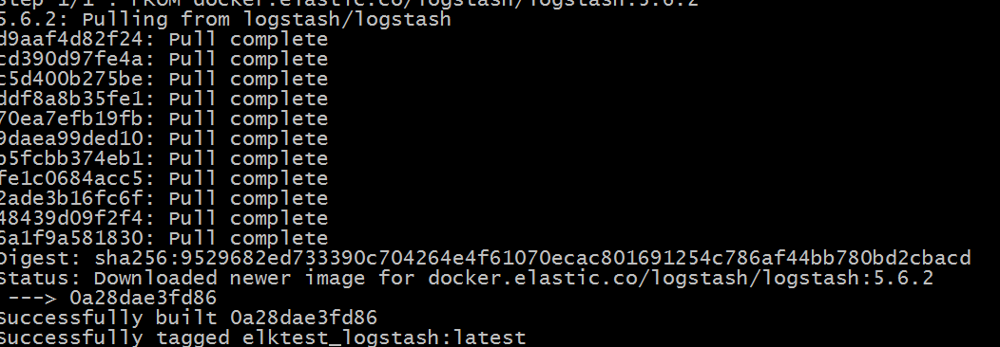 Step 1/1 : FROM docker.elastic.co/logstash/logstash:5.6.2
5.6.2: Pulling from logstash/logstash
d9aaf4d82f24: Pull complete
cd390d97fe4a: Pull complete
c5d400b275be: Pull complete
ddf8a8b35fe1: Pull complete
70ea7efb19fb: Pull complete
9daea99ded10: Pull complete
b5fcbb374eb1: Pull complete
fe1c0684acc5: Pull complete
2ade3b16fc6f: Pull complete
48439d09f2f4: Pull complete
6a1f9a581830: Pull complete
Digest: sha256:9529682ed733390c704264e4f61070ecac801691254c786af44bb780bd2cbacd
Status: Downloaded newer image for docker.elastic.co/logstash/logstash:5.6.2
---> 0a28dae3fd86
Successfully built 0a28dae3fd86
Successfully tagged elktest_logstash:latest